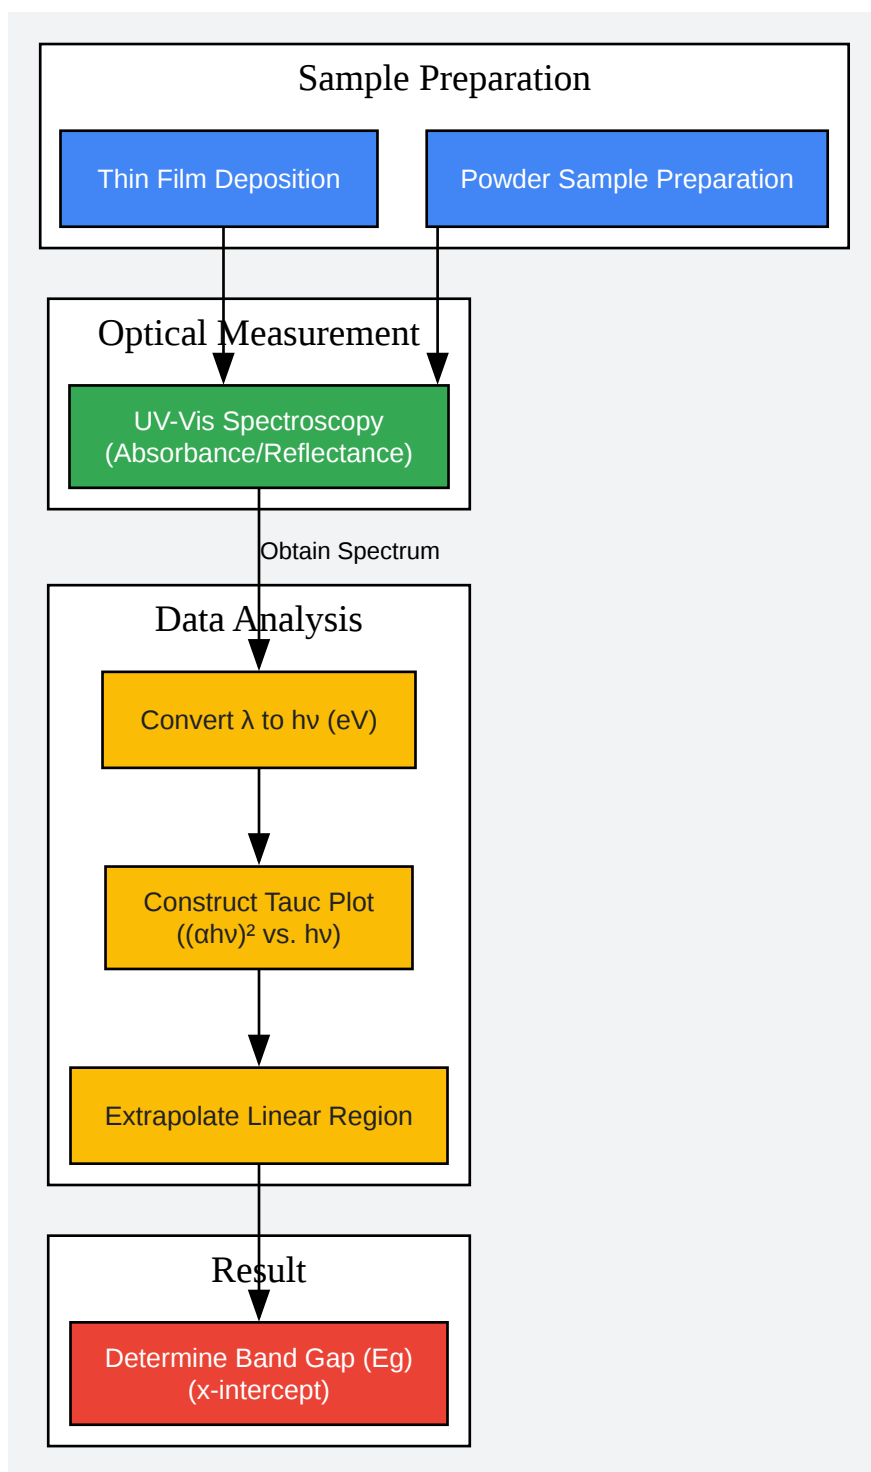 Sample Preparation
Thin Film Deposition
Powder Sample Preparation
Optical Measurement
UV-Vis Spectroscopy
(Absorbance/Reflectance)
Obtain Spectrum
Data Analysis
Convert λ to hν (eV)
Construct Tauc Plot
((αhν)² vs. hν)
Extrapolate Linear Region
Result
Determine Band Gap (Eg)
(x-intercept)